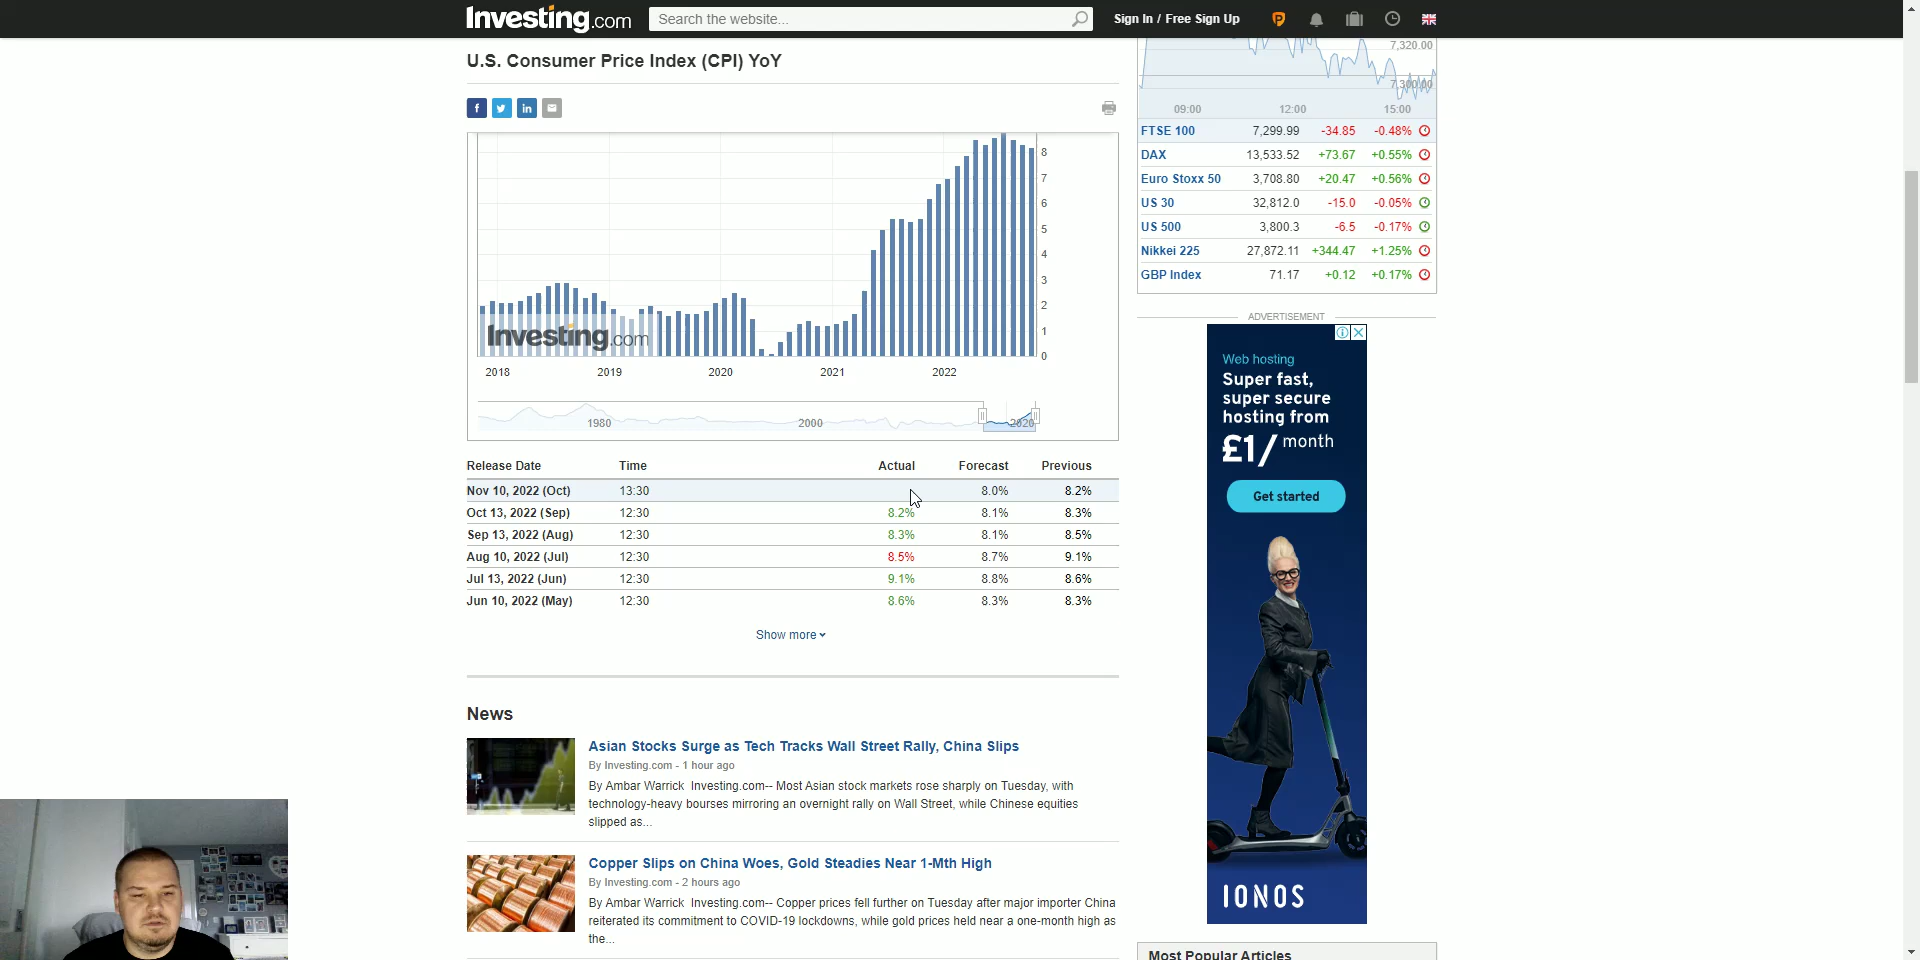 Investing.com
Search the website...
Sign In / Free Sign Up
U.S. Consumer Price Index (CPI) YoY
8
7
6
5
4
3
2
1
0
Investing.com
2018 2019 2020 2021 2022
1980 2000 2020
Release Date Time Actual Forecast Previous
Nov 10, 2022 (Oct) 13:30 8.0% 8.2%
Oct 13, 2022 (Sep) 12:30 8.2% 8.1% 8.3%
Sep 13, 2022 (Aug) 12:30 8.3% 8.1% 8.5%
Aug 10, 2022 (Jul) 12:30 8.5% 8.7% 9.1%
Jul 13, 2022 (Jun) 12:30 9.1% 8.8% 8.6%
Jun 10, 2022 (May) 12:30 8.6% 8.3% 8.3%
Show more
News
Asian Stocks Surge as Tech Tracks Wall Street Rally, China Slips
By Investing.com - 1 hour ago
By Ambar Warrick Investing.com-- Most Asian stock markets rose sharply on Tuesday, with
technology-heavy bourses mirroring an overnight rally on Wall Street, while Chinese equities
slipped as...
Copper Slips on China Woes, Gold Steadies Near 1-Mth High
By Investing.com - 2 hours ago
By Ambar Warrick Investing.com-- Copper prices fell further on Tuesday after major importer China
reiterated its commitment to COVID-19 lockdowns, while gold prices held near a one-month high as
the...
7,320.00
7,300.00
09:00 12:00 15:00
FTSE 100 7,299.99 -34.85 -0.48%
DAX 13,533.52 +73.67 +0.55%
Euro Stoxx 50 3,708.80 +20.47 +0.56%
US 30 32,812.0 -15.0 -0.05%
US 500 3,800.3 -6.5 -0.17%
Nikkei 225 27,872.11 +344.47 +1.25%
GBP Index 71.17 +0.12 +0.17%
ADVERTISEMENT
Web hosting
Super fast,
super secure
hosting from
£1/ month
Get started
IONOS
Most Popular Articles